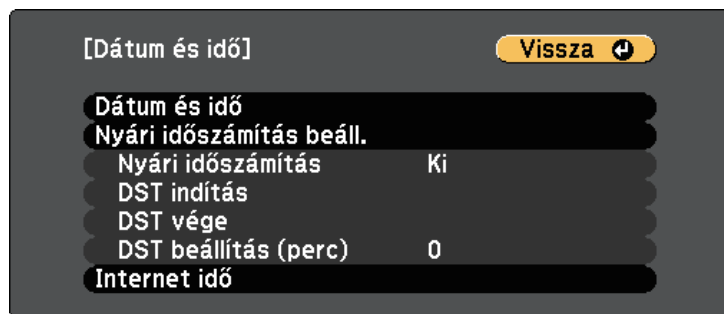 [Dátum és idő] Vissza
Dátum és idő
Nyári időszámítás beáll.
Nyári időszámítás Ki
DST indítás
DST vége
DST beállítás (perc) 0
Internet idő